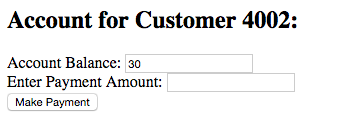 Account for Customer 4002:
Account Balance: 30
Enter Payment Amount:
Make Payment